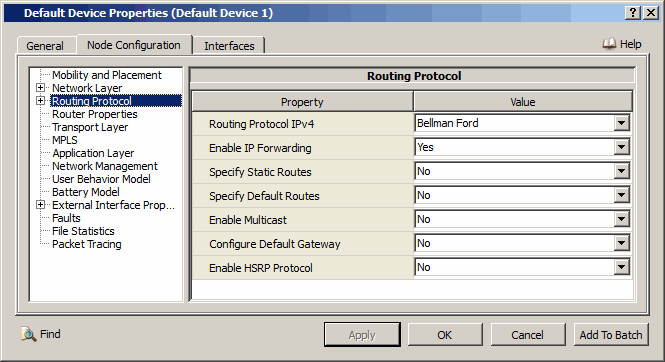 Default Device Properties (Default Device 1)
General
Node Configuration
Interfaces
Help
Mobility and Placement
Network Layer
Routing Protocol
Router Properties
Transport Layer
MPLS
Application Layer
Network Management
User Behavior Model
Battery Model
External Interface Prop...
Faults
File Statistics
Packet Tracing
Routing Protocol
Property Value
Routing Protocol IPv4 Bellman Ford
Enable IP Forwarding Yes
Specify Static Routes No
Specify Default Routes No
Enable Multicast No
Configure Default Gateway No
Enable HSRP Protocol No
Find
Apply
OK
Cancel
Add To Batch